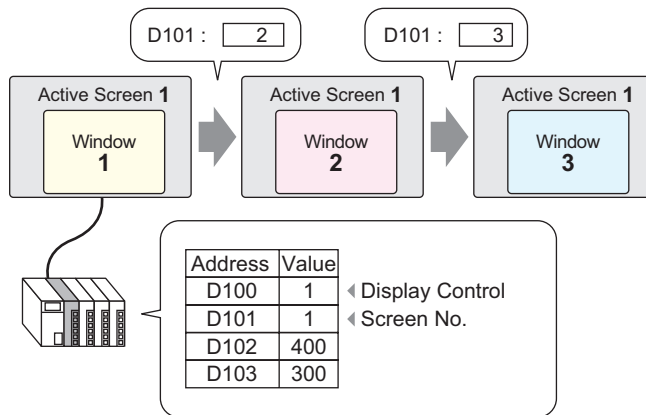 D101 : 2
D101 : 3
Active Screen 1
Window
1
Active Screen 1
Window
2
Active Screen 1
Window
3
Address Value
D100 1 Display Control
D101 1 Screen No.
D102 400
D103 300